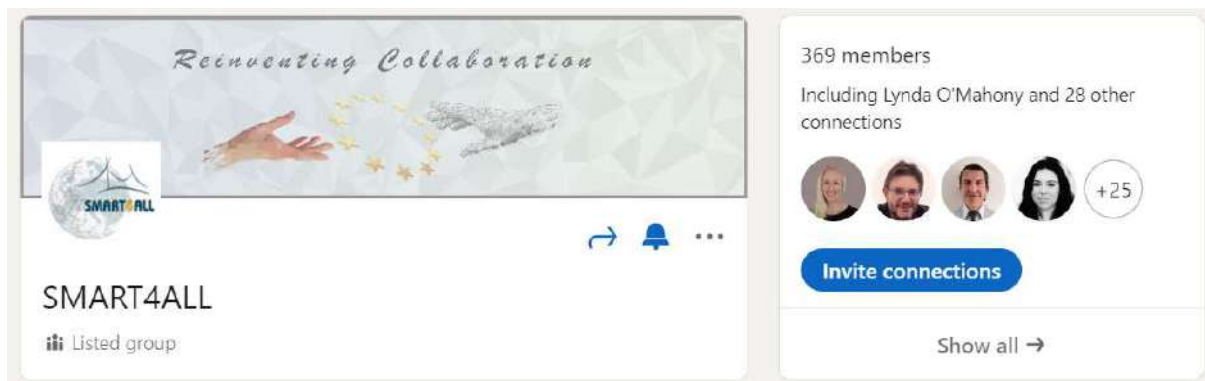 Reinventing Collaboration
SMART4ALL
SMART4ALL
Listed group
369 members
Including Lynda O'Mahony and 28 other
connections
+25
Invite connections
Show all →